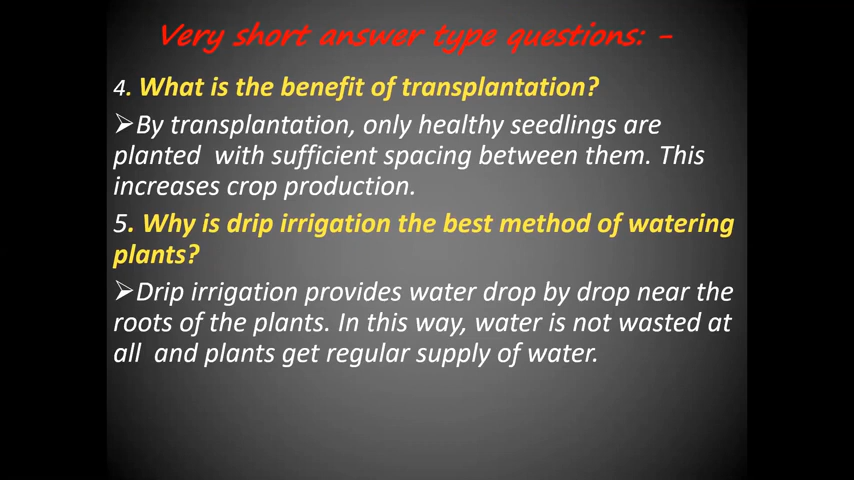 Very short answer type questions: -
4. What is the benefit of transplantation?
➢By transplantation, only healthy seedlings are
planted with sufficient spacing between them. This
increases crop production.
5. Why is drip irrigation the best method of watering
plants?
➢Drip irrigation provides water drop by drop near the
roots of the plants. In this way, water is not wasted at
all and plants get regular supply of water.